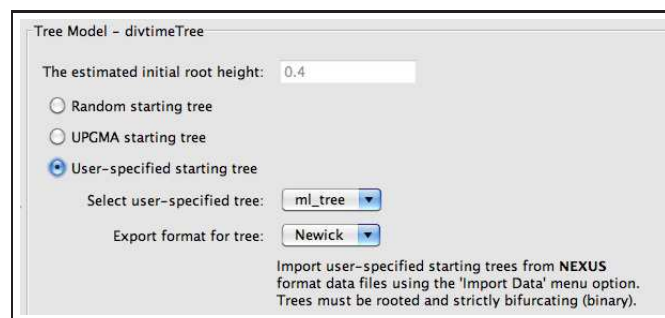 Tree Model - divtimeTree
The estimated initial root height: 0.4
Random starting tree
UPGMA starting tree
User-specified starting tree
Select user-specified tree: ml_tree
Export format for tree: Newick
Import user-specified starting trees from NEXUS
format data files using the 'Import Data' menu option.
Trees must be rooted and strictly bifurcating (binary).